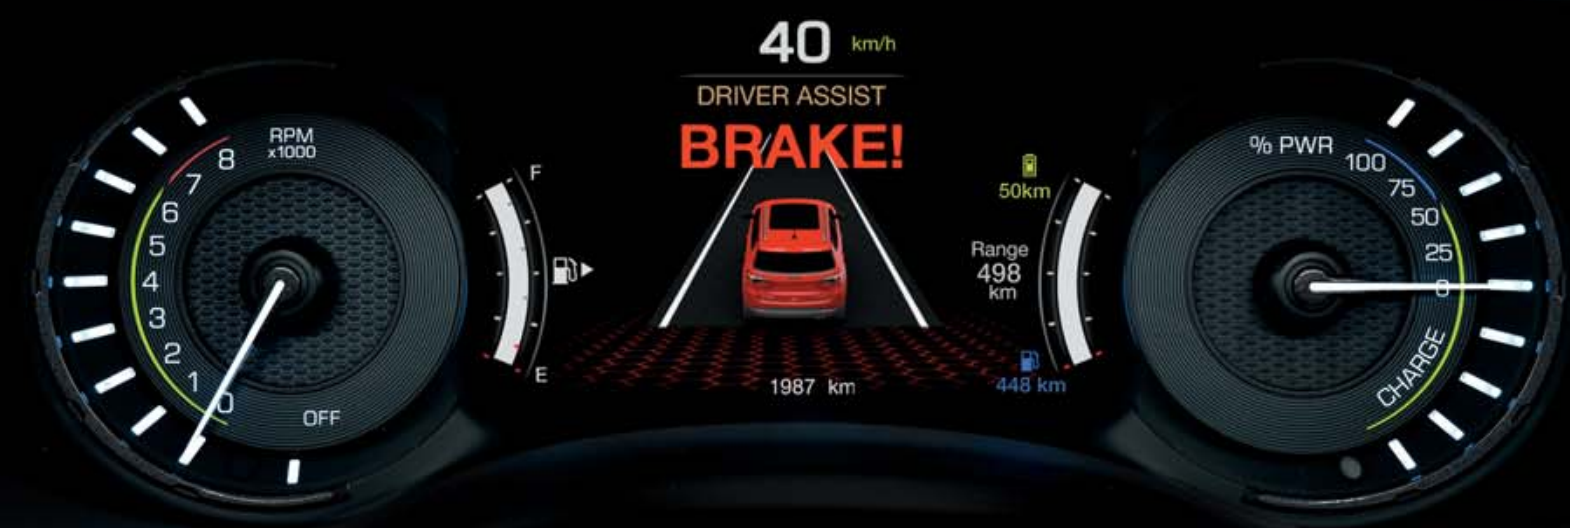 40 km/h
DRIVER ASSIST
BRAKE!
RPM
x1000
8
7
6
5
4
3
2
1
0
OFF
F
E
50km
Range
498
km
448 km
1987 km
% PWR
100
75
50
25
0
CHARGE